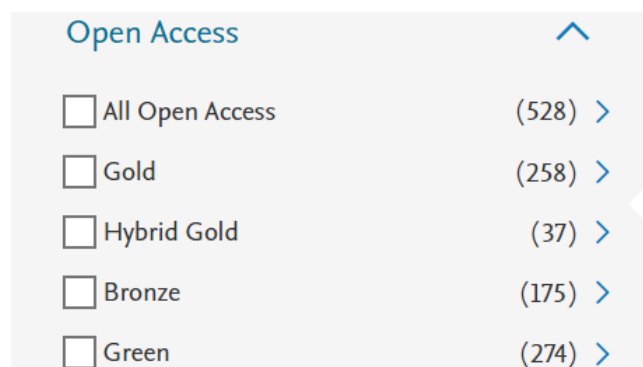 Open Access
All Open Access (528)
Gold (258)
Hybrid Gold (37)
Bronze (175)
Green (274)